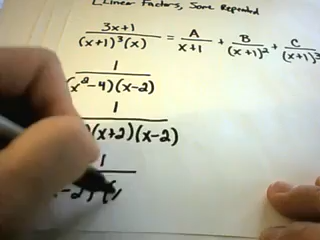 Linear Factors, Some Repeated
3x+1 / (x+1)³(x) = A / x+1 + B / (x+1)² + C / (x+1)³
1 / (x²-4)(x-2)
1 / )(x+2)(x-2)
1 / -2)